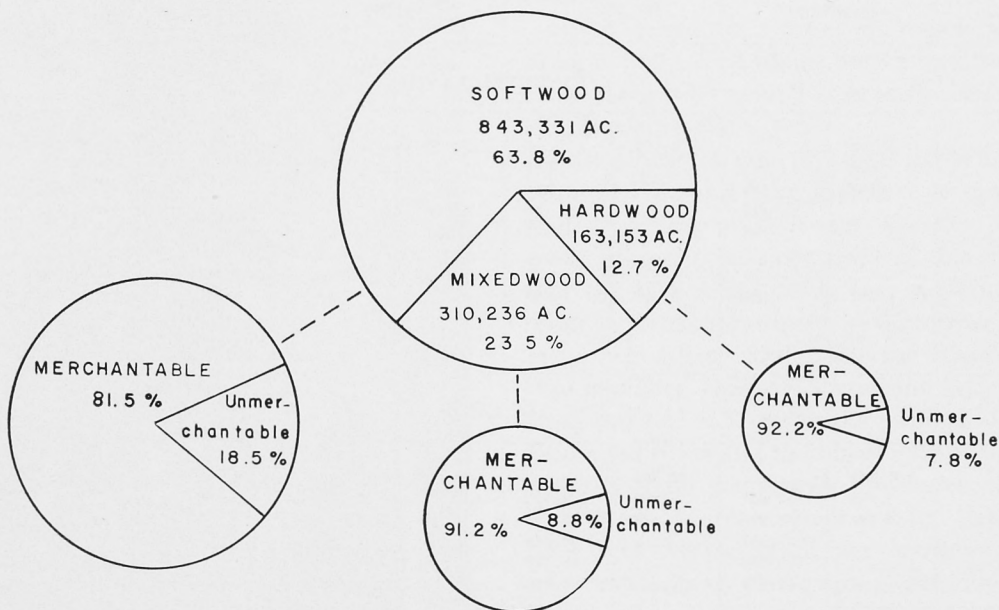 SOFTWOOD
843,331 AC.
63.8 %
HARDWOOD
163,153 AC.
12.7 %
MIXEDWOOD
310,236 AC.
23 5 %
MERCHANTABLE
81.5 %
Unmer-
chantable
18.5 %
MER-
CHANTABLE
91.2 %
8.8%
Unmer-
chantable
MER-
CHANTABLE
92.2%
Unmer-
chantable
7.8%